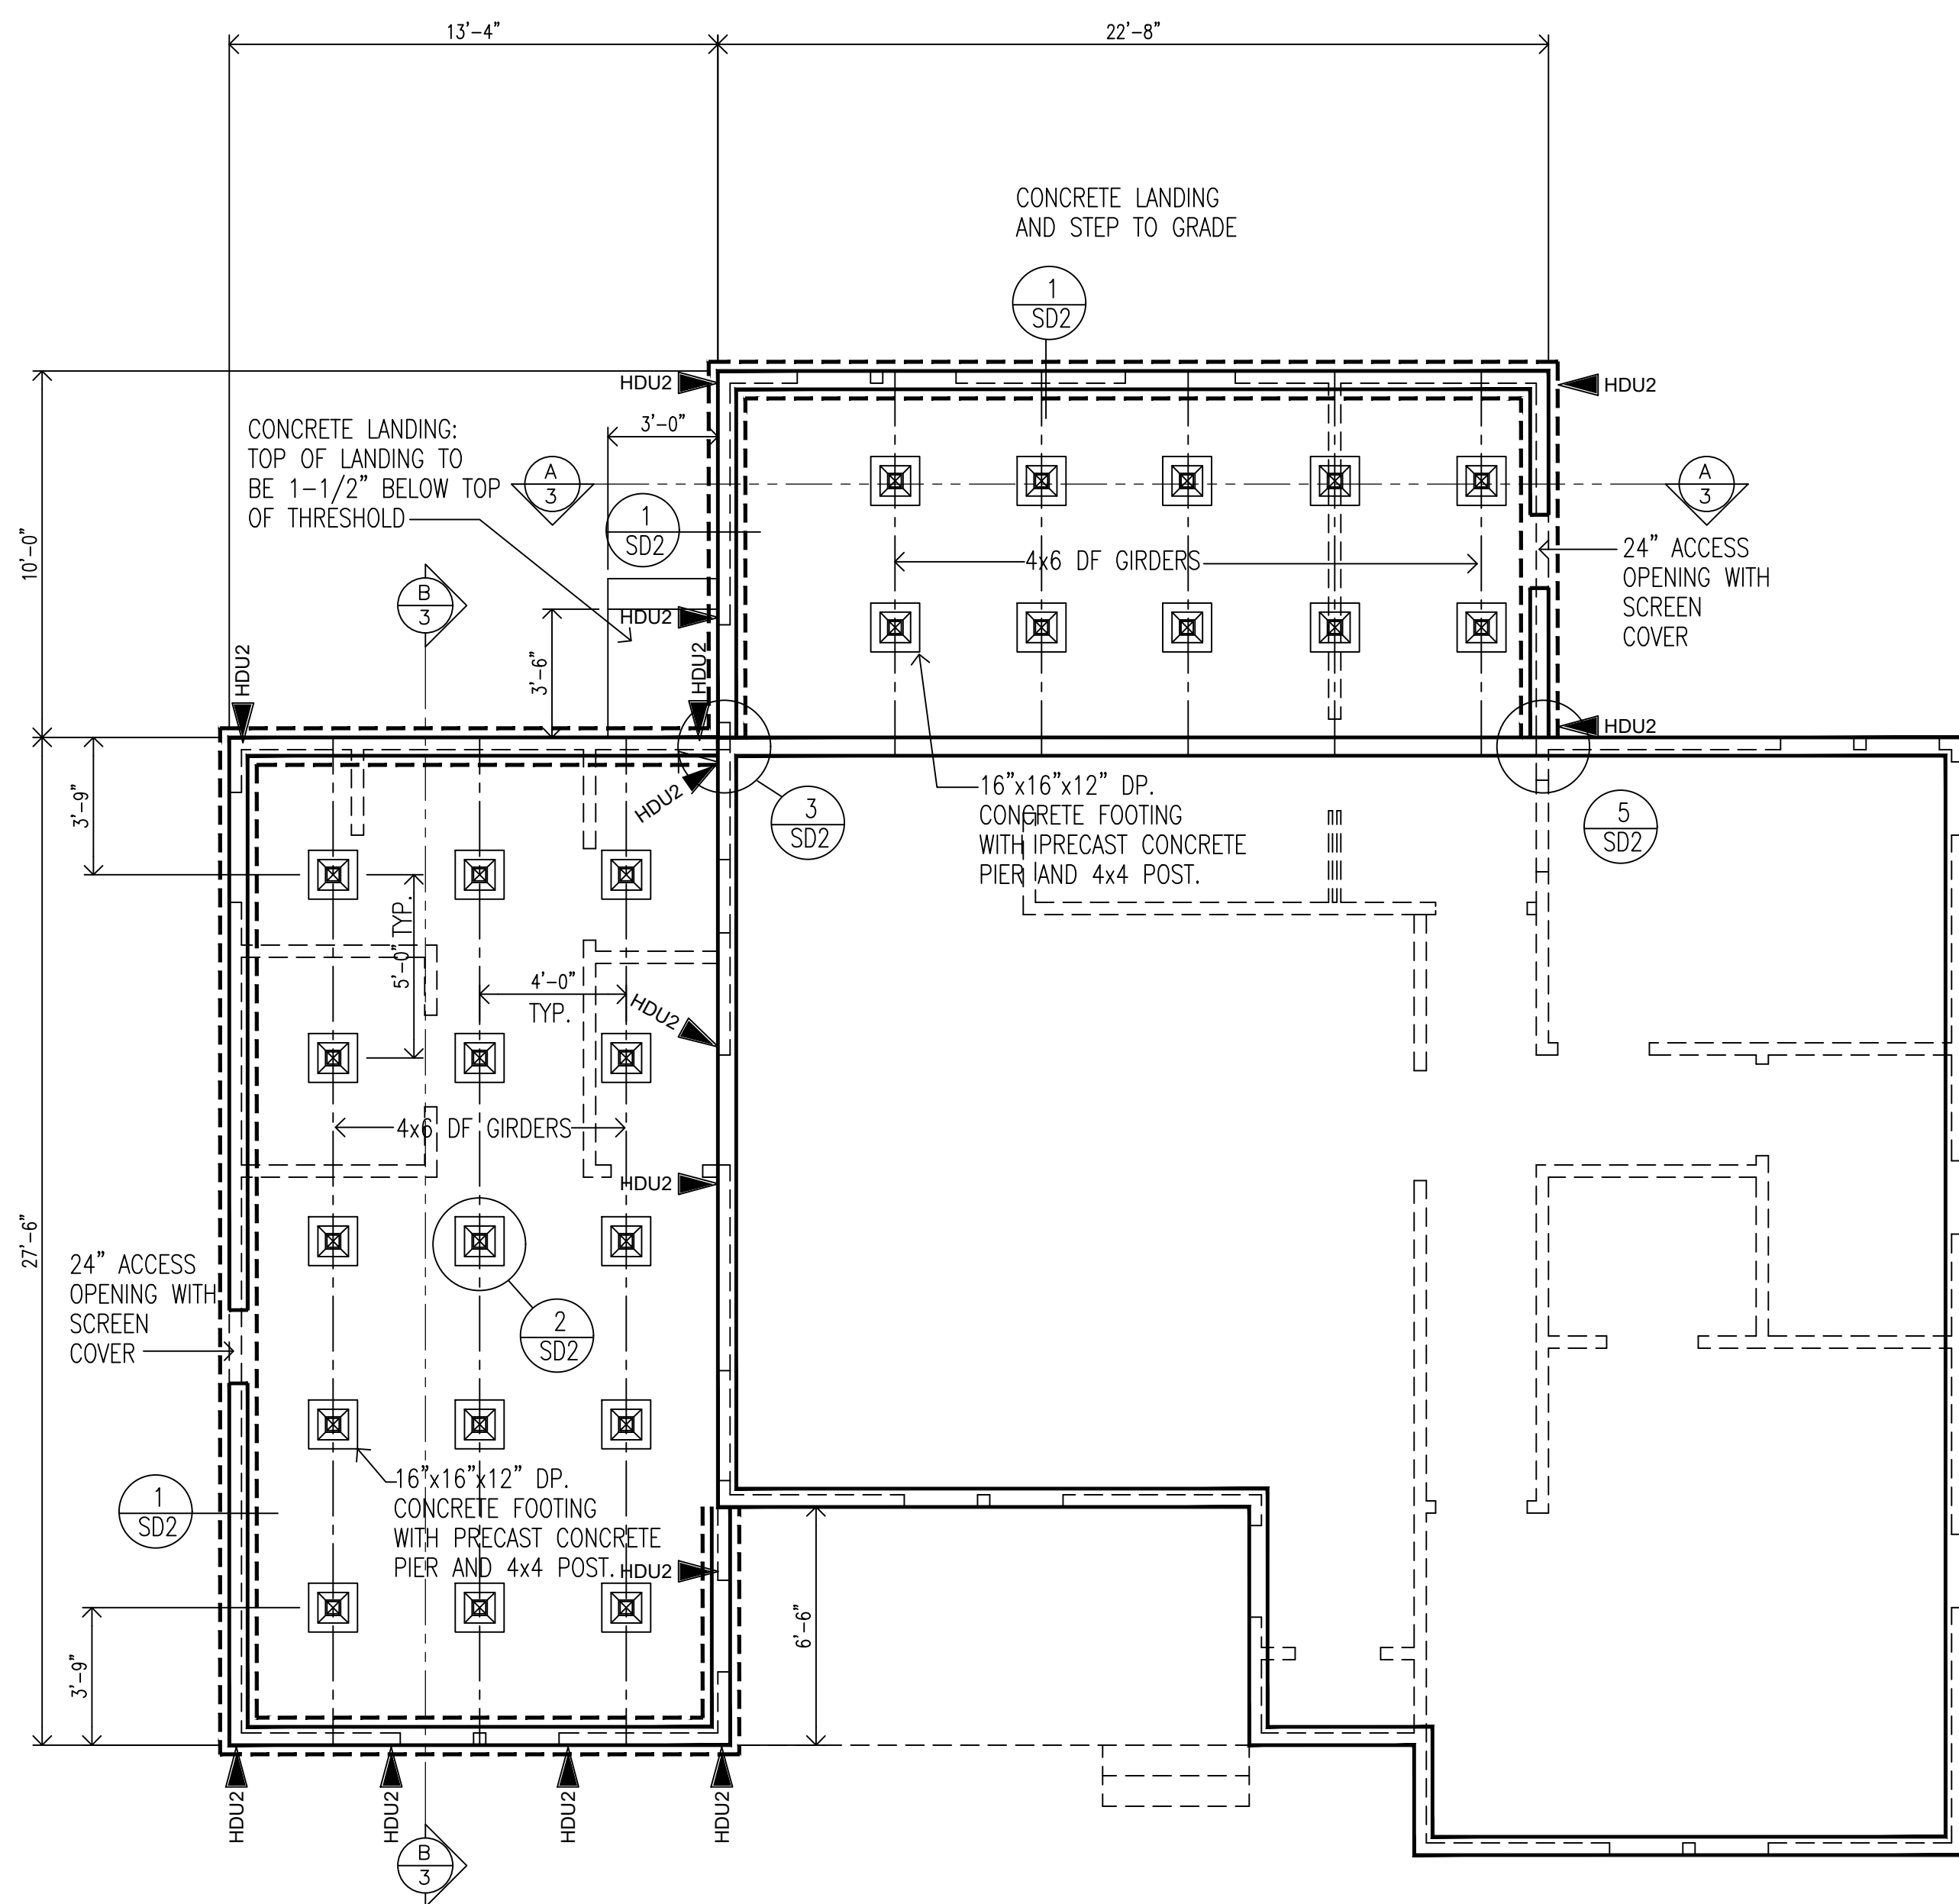 13'-4"
22'-8"
CONCRETE LANDING
AND STEP TO GRADE
1
SD2
HDU2
HDU2
3'-0"
CONCRETE LANDING:
TOP OF LANDING TO
BE 1-1/2" BELOW TOP
OF THRESHOLD
A
3
A
3
1
SD2
10'-0"
4x6 DF GIRDERS
24" ACCESS
OPENING WITH
SCREEN
COVER
B
3
HDU2
3'-6"
HDU2
HDU2
HDU2
HDU2
3'-9"
16"x16"x12" DP.
CONCRETE FOOTING
WITH PRECAST CONCRETE
PIER AND 4x4 POST.
3
SD2
5
SD2
5'-0" TYP.
4'-0"
TYP.
HDU2
4x6 DF GIRDERS
HDU2
27'-6"
24" ACCESS
OPENING WITH
SCREEN
COVER
2
SD2
1
SD2
16"x16"x12" DP.
CONCRETE FOOTING
WITH PRECAST CONCRETE
PIER AND 4x4 POST.
HDU2
6'-6"
3'-9"
HDU2
HDU2
HDU2
HDU2
B
3